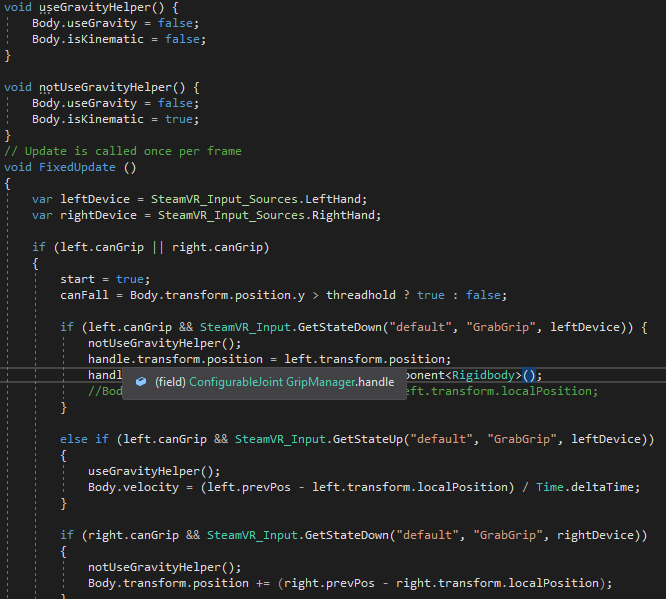 void useGravityHelper() {
Body.useGravity = false;
Body.isKinematic = false;
}
void notUseGravityHelper() {
Body.useGravity = false;
Body.isKinematic = true;
}
// Update is called once per frame
void FixedUpdate ()
{
var leftDevice = SteamVR_Input_Sources.LeftHand;
var rightDevice = SteamVR_Input_Sources.RightHand;
if (left.canGrip || right.canGrip)
{
start = true;
canFall = Body.transform.position.y > threadhold ? true : false;
if (left.canGrip && SteamVR_Input.GetStateDown("default", "GrabGrip", leftDevice)) {
notUseGravityHelper();
handle.transform.position = left.transform.position;
handl ponent<Rigidbody>();
(field) ConfigurableJoint GripManager.handle
//Bod eft.transform.localPosition;
}
else if (left.canGrip && SteamVR_Input.GetStateUp("default", "GrabGrip", leftDevice))
{
useGravityHelper();
Body.velocity = (left.prevPos - left.transform.localPosition) / Time.deltaTime;
}
if (right.canGrip && SteamVR_Input.GetStateDown("default", "GrabGrip", rightDevice))
{
notUseGravityHelper();
Body.transform.position += (right.prevPos - right.transform.localPosition);
}